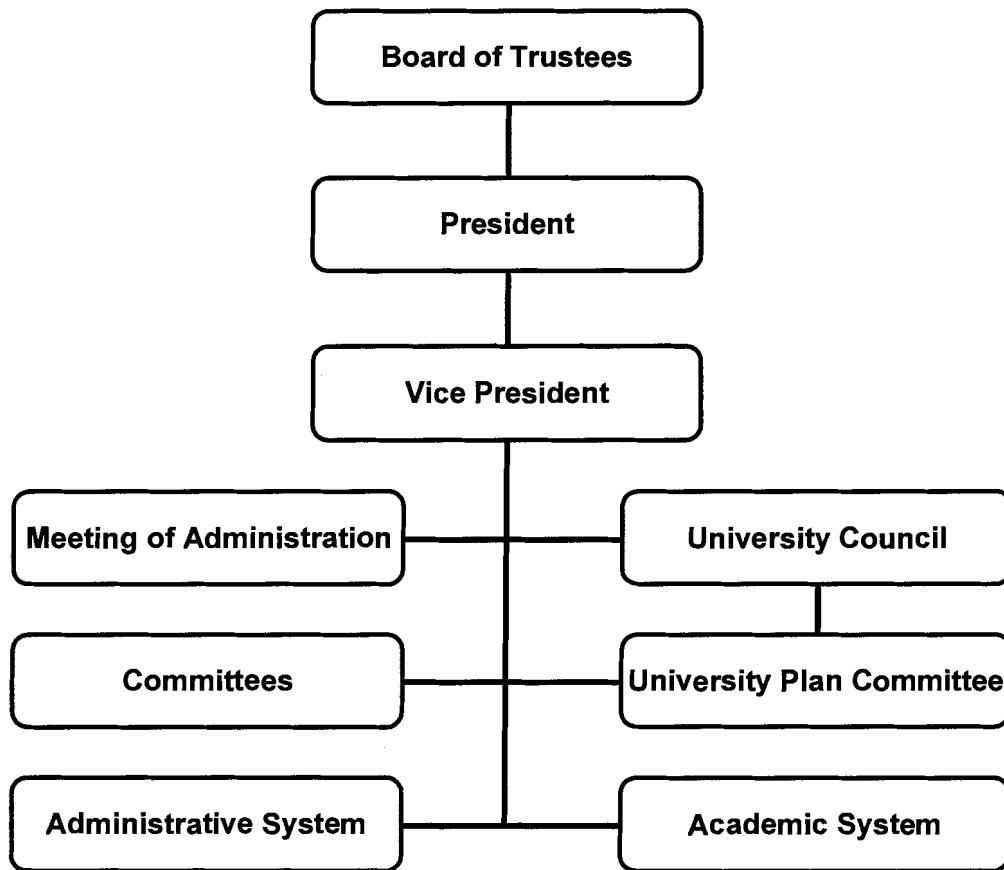 Board of Trustees
President
Vice President
Meeting of Administration
University Council
Committees
University Plan Committee
Administrative System
Academic System